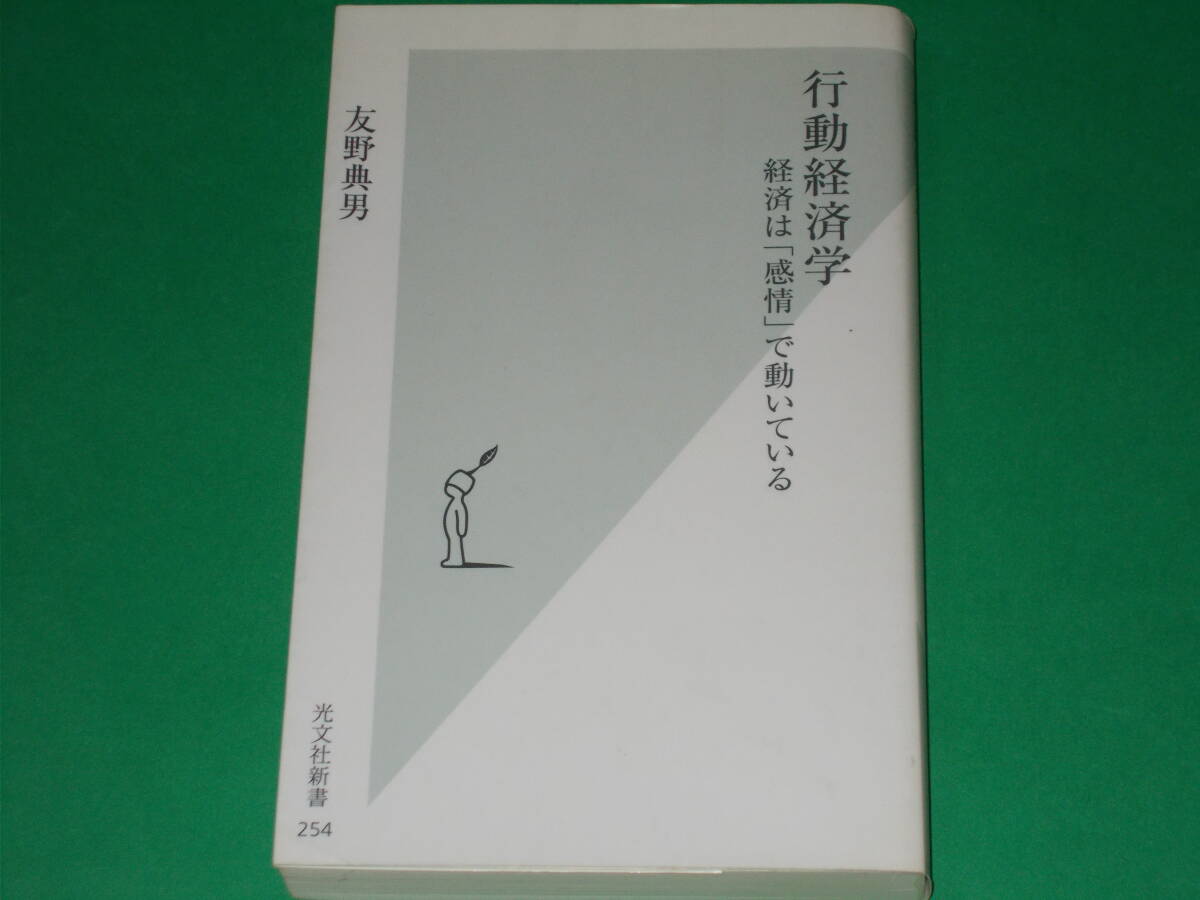 行動経済学
経済は「感情」で動いている
友野典男
光文社新書
254